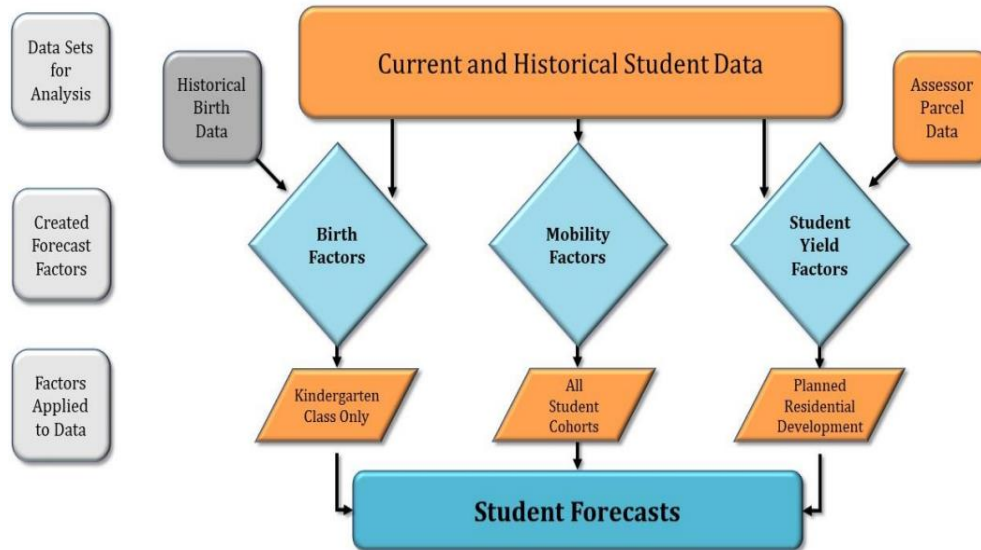 Data Sets
for
Analysis
Historical
Birth
Data
Current and Historical Student Data
Assessor
Parcel
Data
Created
Forecast
Factors
Birth
Factors
Mobility
Factors
Student
Yield
Factors
Factors
Applied
to Data
Kindergarten
Class Only
All
Student
Cohorts
Planned
Residential
Development
Student Forecasts